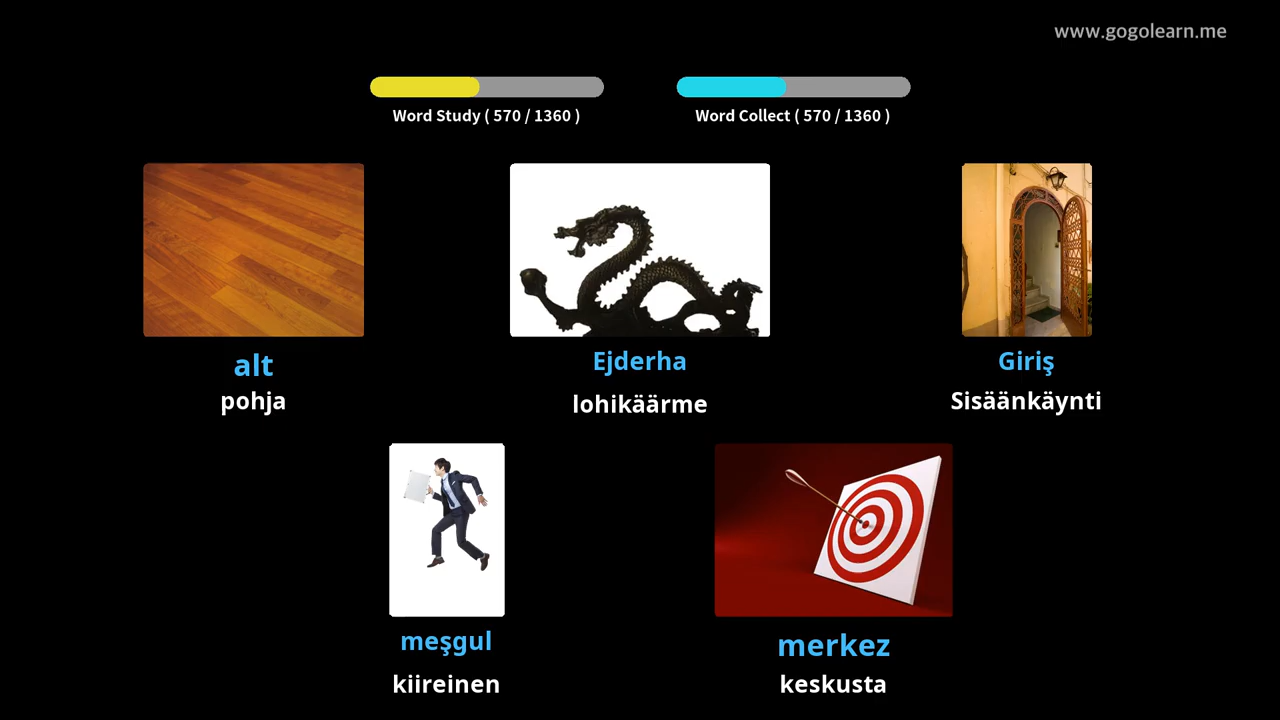 www.gogolearn.me
Word Study ( 570 / 1360 )
Word Collect ( 570 / 1360 )
alt
pohja
Ejderha
lohikäärme
Giriş
Sisäänkäynti
meşgul
kiireinen
merkez
keskusta